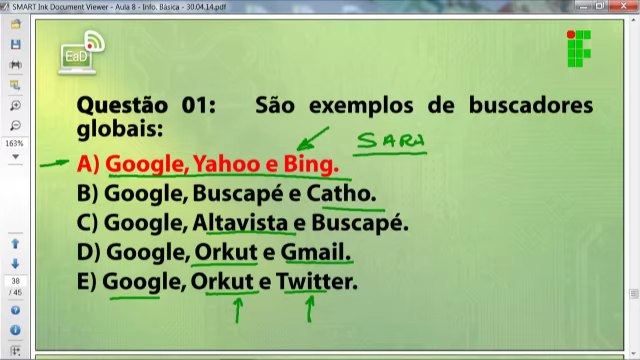 SMART Ink Document Viewer - Aula 8 - Info. Básica - 30.04.14.pdf
EaD
Questão 01: São exemplos de buscadores
globais:
SARA
A) Google, Yahoo e Bing.
B) Google, Buscapé e Catho.
C) Google, Altavista e Buscapé.
D) Google, Orkut e Gmail.
E) Google, Orkut e Twitter.
163%
38
/ 45